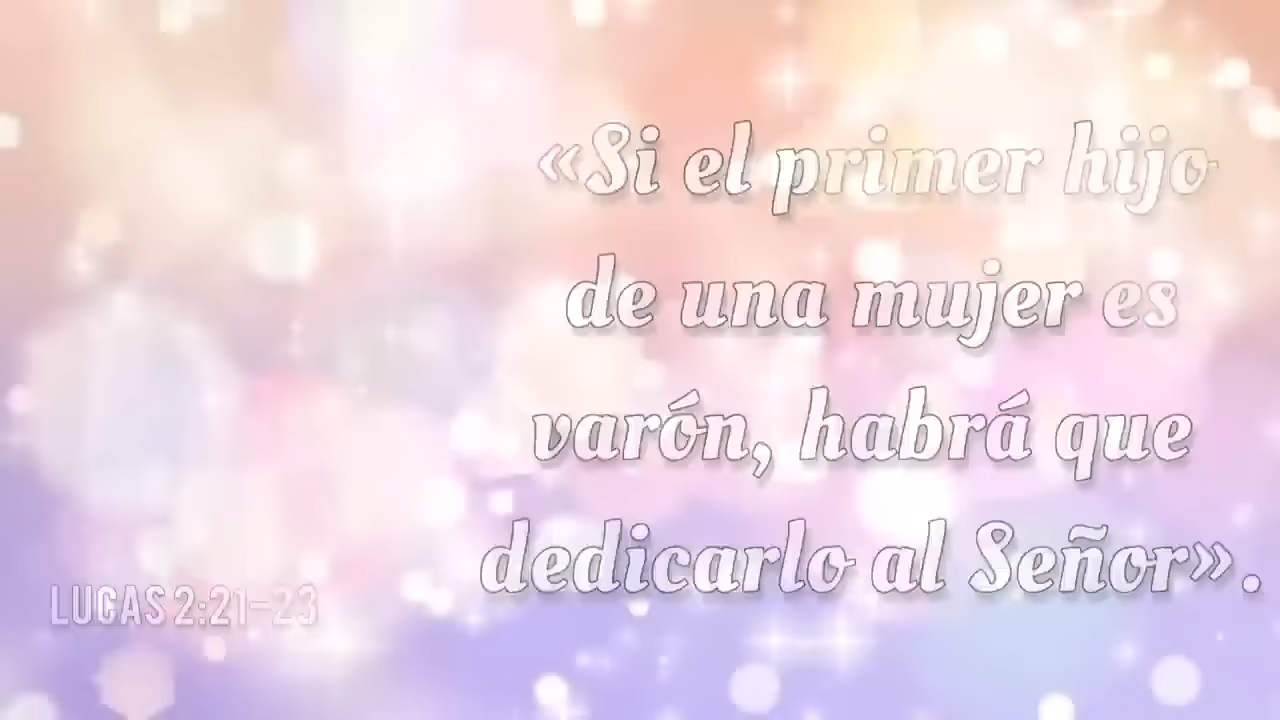 «Si el primer hijo
de una mujer es
varón, habrá que
dedicarlo al Señor».
LUCAS 2:21-23